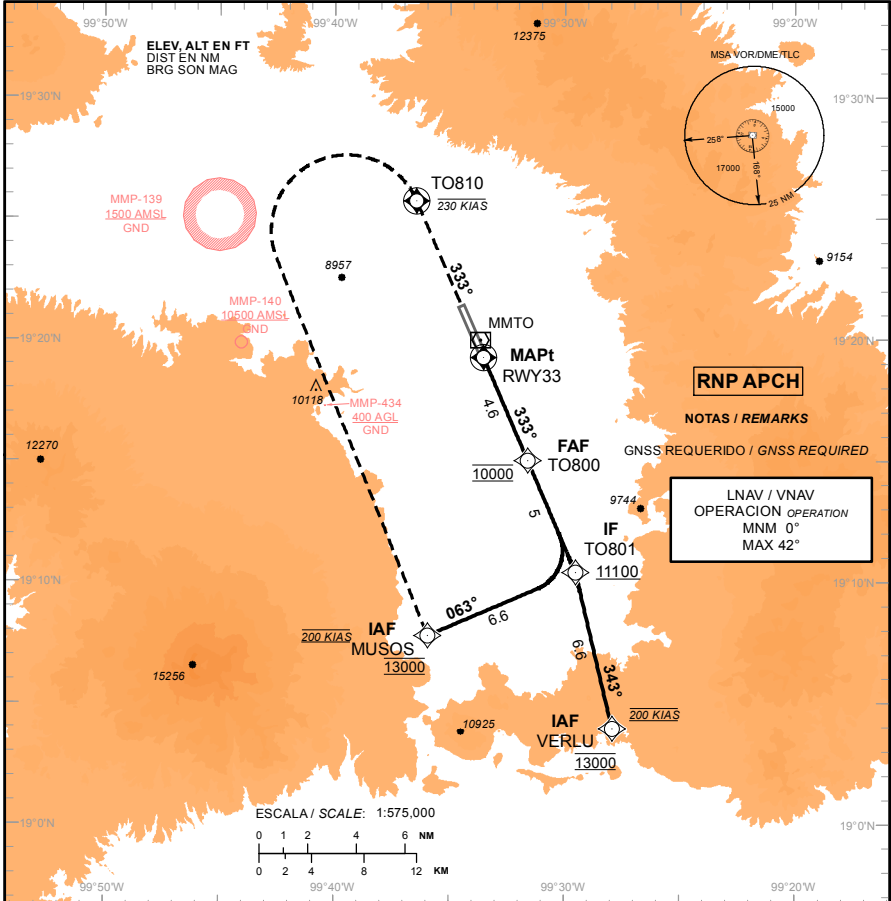 99°50'W
99°40'W
99°30'W
99°20'W
12375
ELEV, ALT EN FT
DIST EN NM
BRG SON MAG
MSA VOR/DME/TLC
15000
258°
17000
168°
25 NM
19°30'N
19°30'N
TO810
230 KIAS
MMP-139
1500 AMSL
GND
8957
333°
9154
MMP-140
10500 AMSL
GND
MMTO
19°20'N
19°20'N
MAPt
RWY33
10118
MMP-434
400 AGL
GND
4.6
333°
RNP APCH
NOTAS / REMARKS
GNSS REQUERIDO / GNSS REQUIRED
12270
FAF
TO800
10000
9744
LNAV / VNAV
OPERACION OPERATION
MNM 0°
MAX 42°
5
IF
TO801
11100
19°10'N
19°10'N
063°
6.6
IAF
MUSOS
200 KIAS
13000
6.6
343°
15256
10925
IAF
VERLU
200 KIAS
13000
ESCALA / SCALE: 1:575,000
0 1 2 4 6 NM
0 2 4 8 12 KM
19°0'N
19°0'N
99°50'W
99°40'W
99°30'W
99°20'W